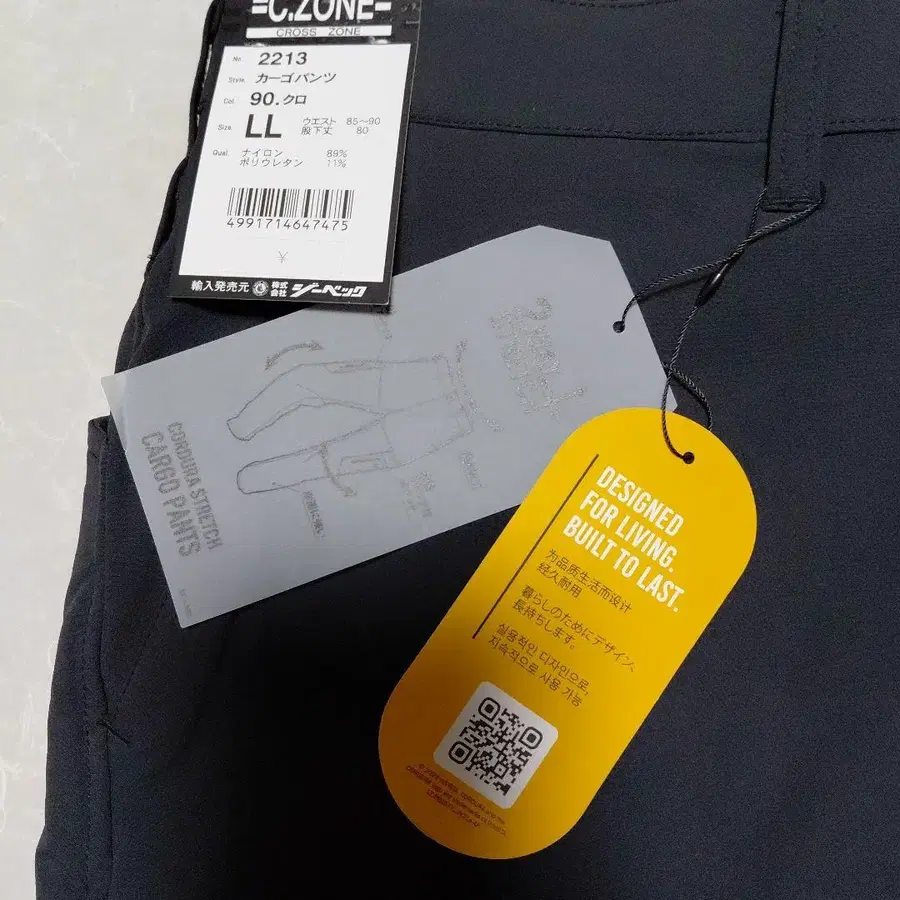 =C.ZONE=
CROSS ZONE
No. 2213
Style. カーゴパンツ
Col. 90.クロ
Size. LL ウエスト 85〜90
股下丈 80
Qual. ナイロン 89%
ポリウレタン 11%
4991714647475
¥
輸入発売元 株式会社 ジーベック
CORDURA STRETCH
CARGO PANTS
DESIGNED
FOR LIVING.
BUILT TO LAST.
为品质生活而设计
经久耐用
暮らしのためにデザイン、
長持ちします。
실용적인 디자인으로,
지속적으로 사용 가능